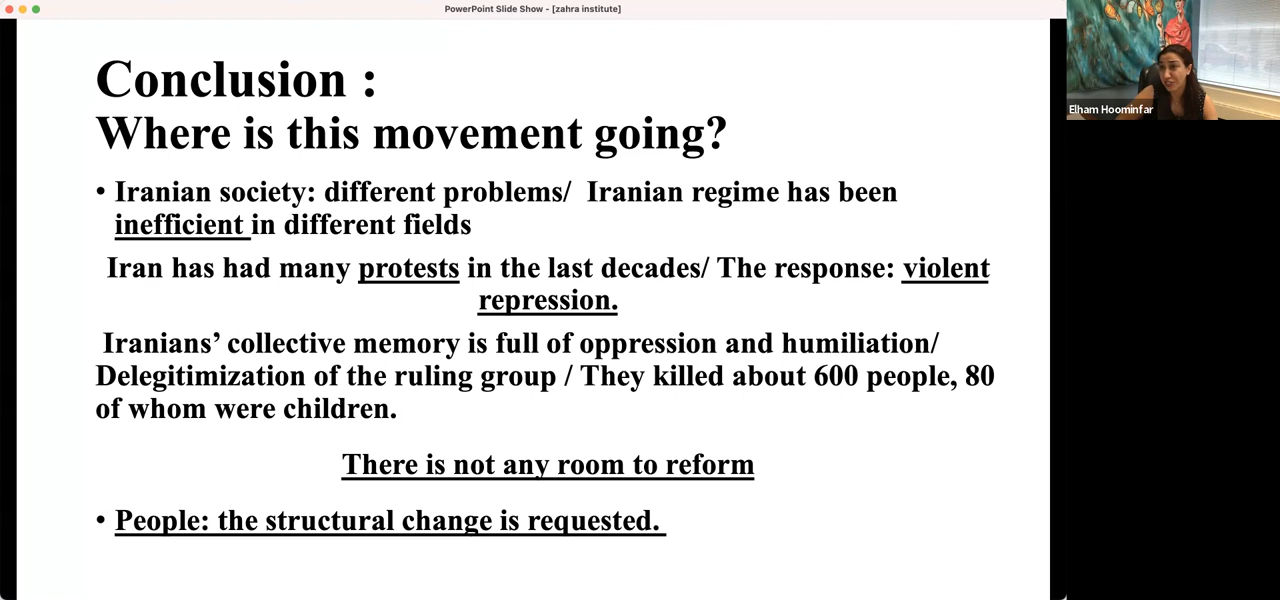 PowerPoint Slide Show - [zahra institute]
Conclusion :
Where is this movement going?
• Iranian society: different problems/ Iranian regime has been
inefficient in different fields
Iran has had many protests in the last decades/ The response: violent
repression.
Iranians’ collective memory is full of oppression and humiliation/
Delegitimization of the ruling group / They killed about 600 people, 80
of whom were children.
There is not any room to reform
• People: the structural change is requested.
Elham Hoominfar